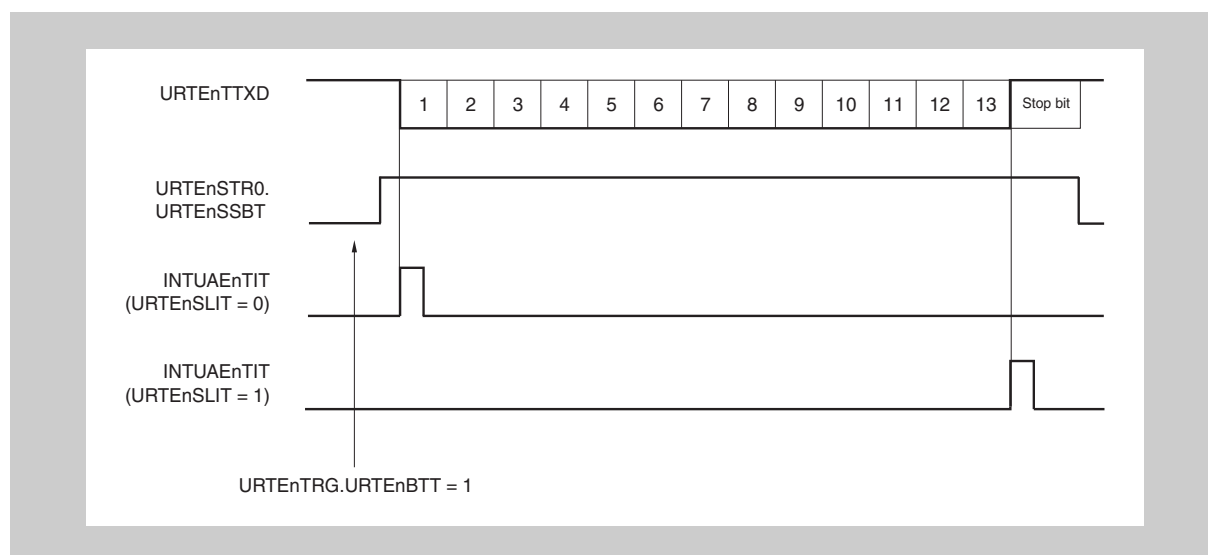 URTEnTTXD
1 2 3 4 5 6 7 8 9 10 11 12 13 Stop bit
URTEnSTR0.
URTEnSSBT
INTUAEnTIT
(URTEnSLIT = 0)
INTUAEnTIT
(URTEnSLIT = 1)
URTEnTRG.URTEnBTT = 1